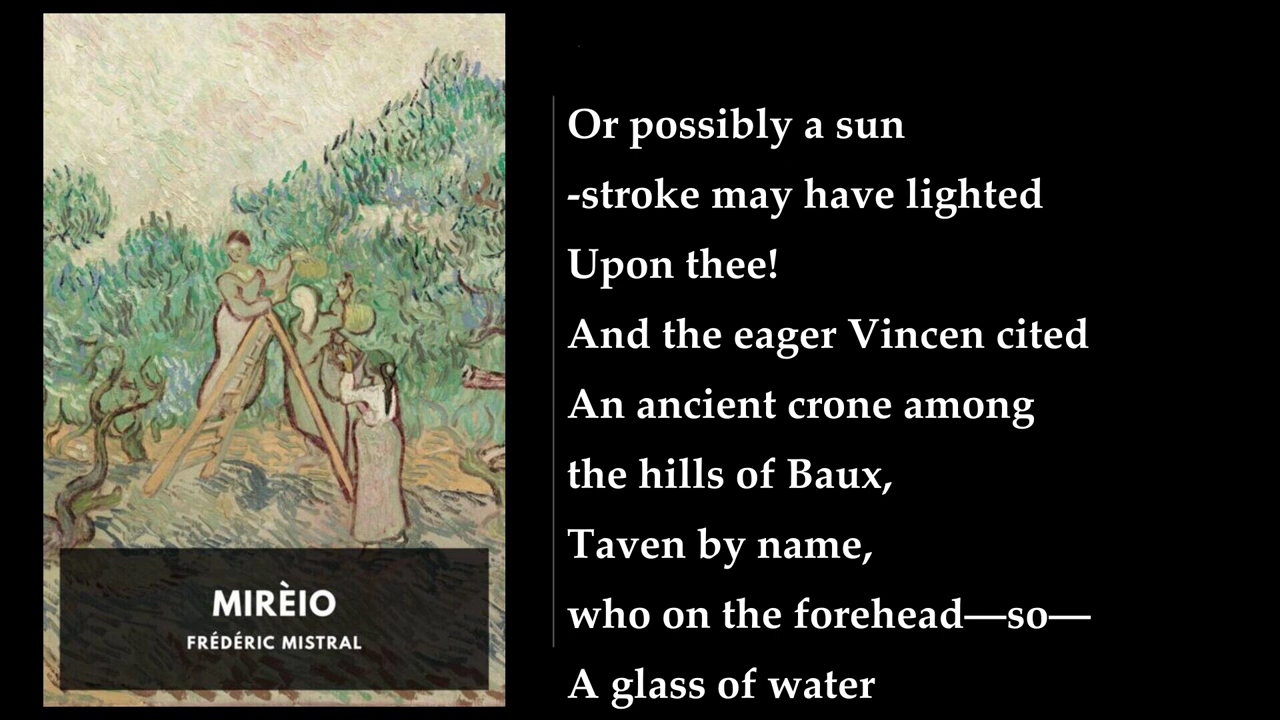 MIRÈIO
FRÉDÉRIC MISTRAL
Or possibly a sun
-stroke may have lighted
Upon thee!
And the eager Vincen cited
An ancient crone among
the hills of Baux,
Taven by name,
who on the forehead—so—
A glass of water